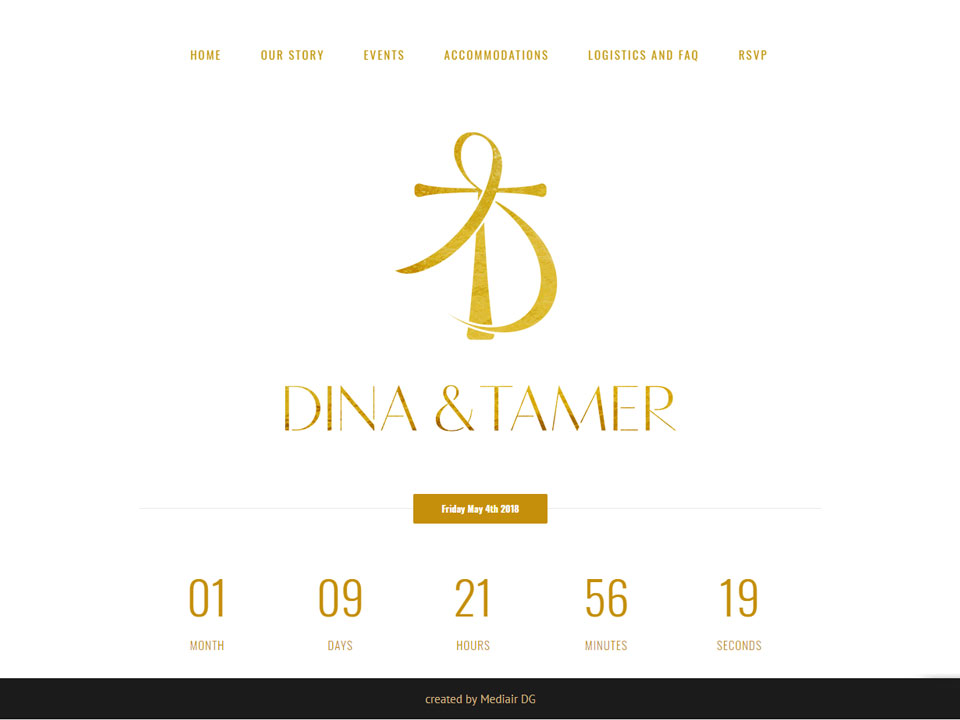 HOME OUR STORY EVENTS ACCOMMODATIONS LOGISTICS AND FAQ RSVP
DINA & TAMER
Friday May 4th 2018
01 09 21 56 19
MONTH DAYS HOURS MINUTES SECONDS
created by Mediair DG